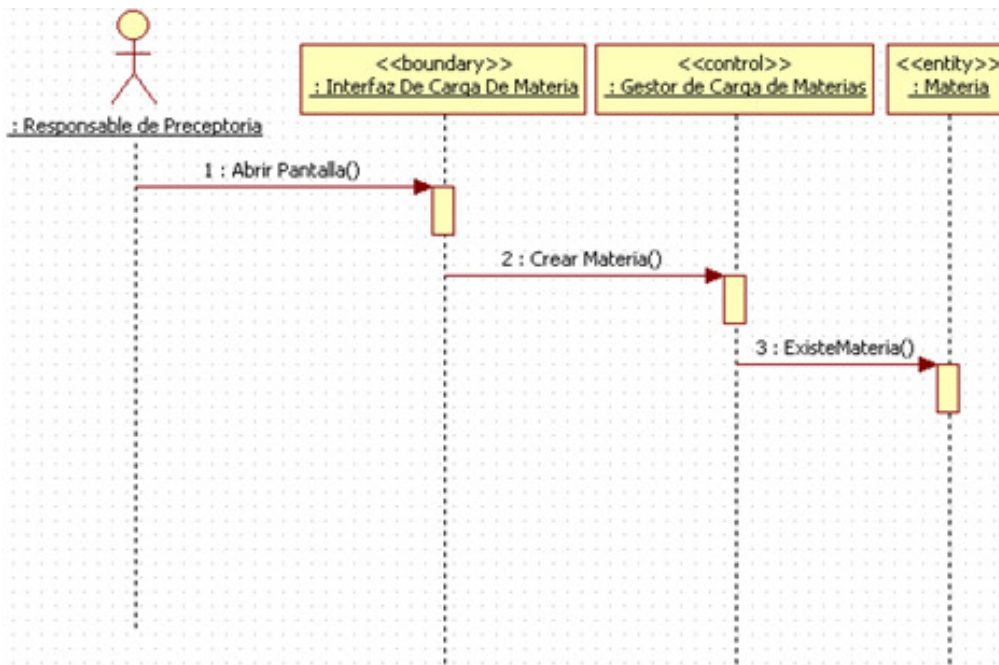 <<boundary>>
: Interfaz De Carga De Materia
<<control>>
: Gestor de Carga de Materias
<<entity>>
: Materia
: Responsable de Preceptoria
1 : Abrir Pantalla()
2 : Crear Materia()
3 : ExisteMateria()